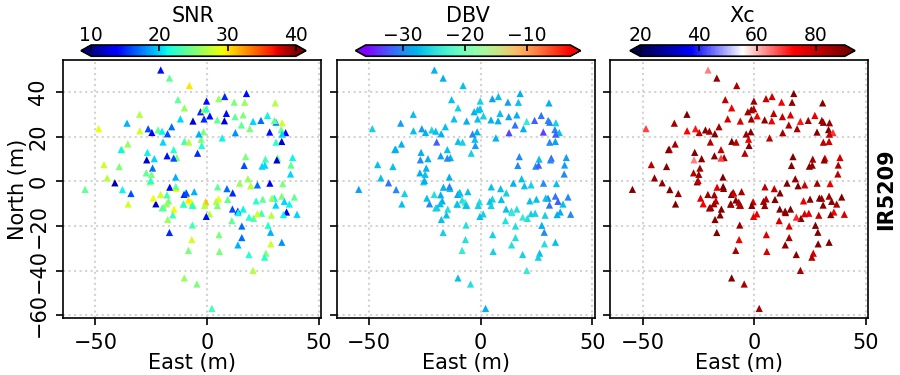 SNR DBV Xc
10 20 30 40 −30 −20 −10 20 40 60 80
40
20
0
−20
−40
−60
North (m)
IR5209
−50 0 50 −50 0 50 −50 0 50
East (m) East (m) East (m)